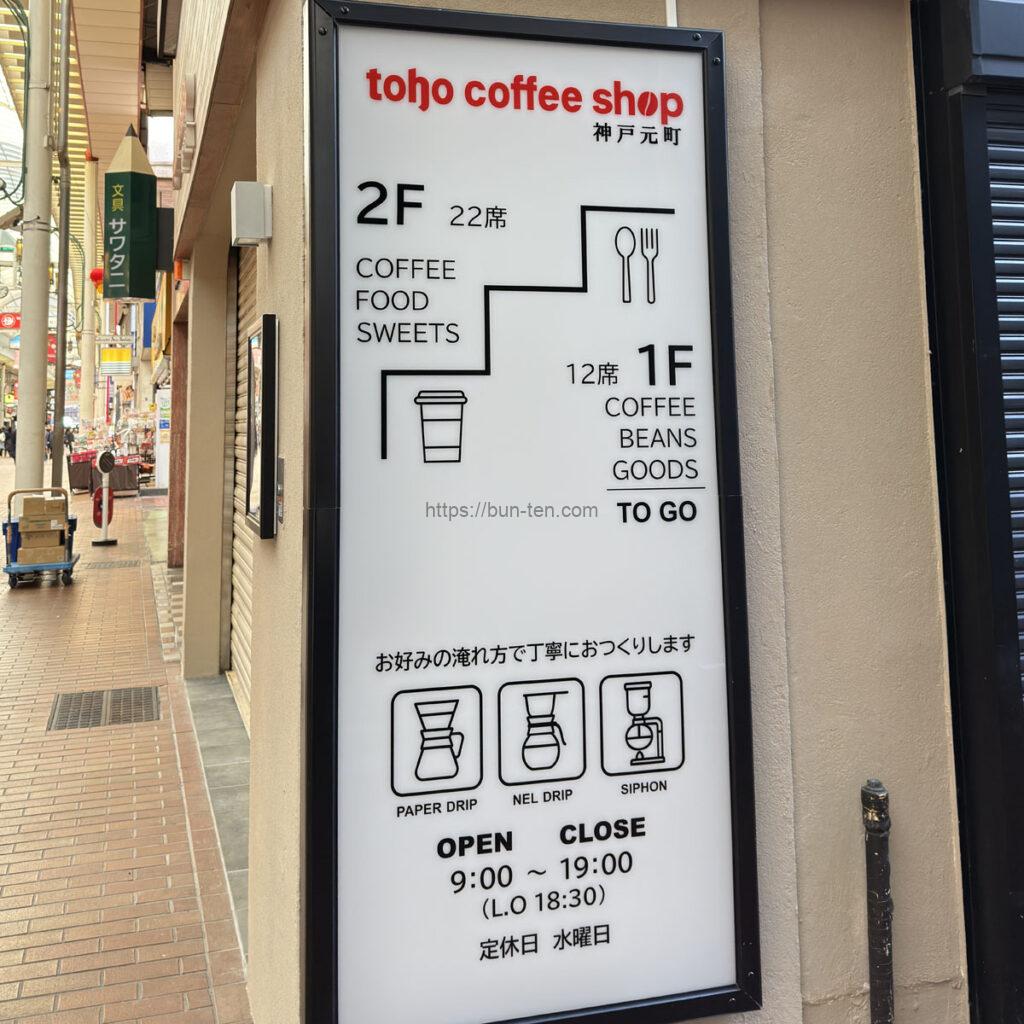 toho coffee shop
神戸元町
2F 22席
COFFEE
FOOD
SWEETS
12席 1F
COFFEE
BEANS
GOODS
TO GO
https://bun-ten.com
お好みの淹れ方で丁寧におつくりします
PAPER DRIP NEL DRIP SIPHON
OPEN CLOSE
9:00 ~ 19:00
(L.O 18:30)
定休日 水曜日
文具 サワタニ